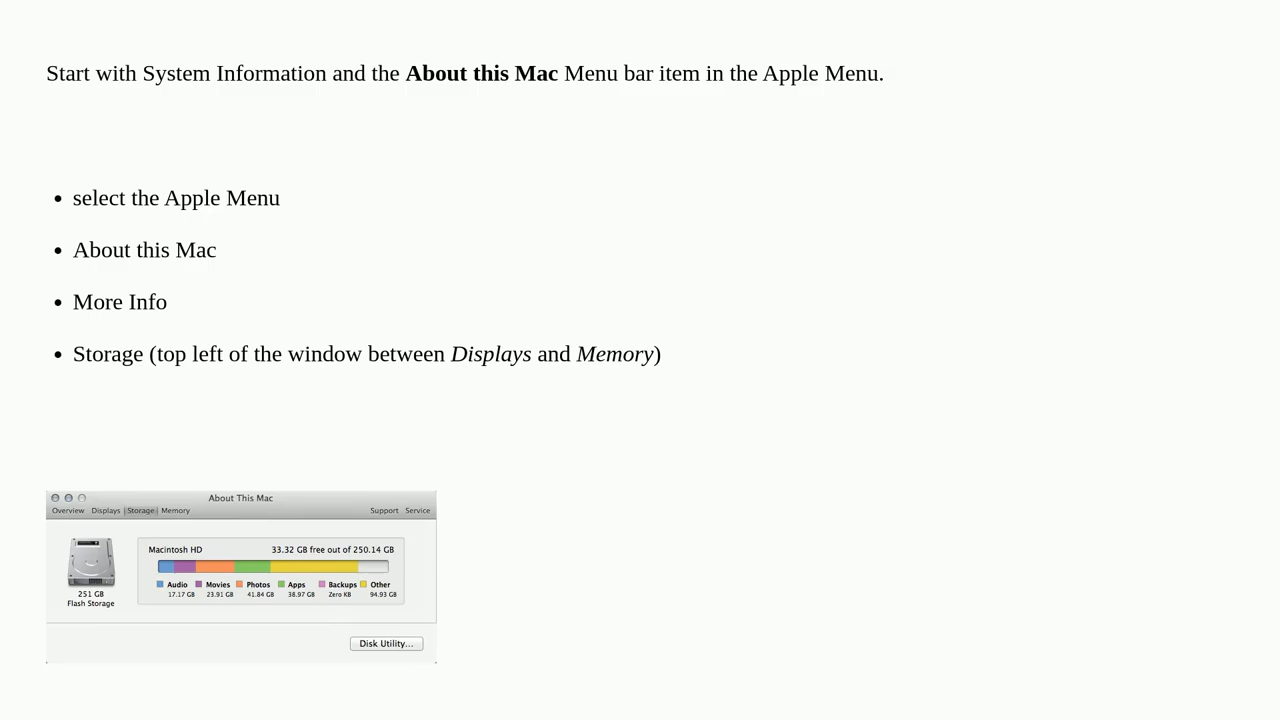 Start with System Information and the About this Mac Menu bar item in the Apple Menu.
• select the Apple Menu
• About this Mac
• More Info
• Storage (top left of the window between Displays and Memory)
About This Mac
Overview Displays Storage Memory Support Service
Macintosh HD 33.32 GB free out of 250.14 GB
Audio Movies Photos Apps Backups Other
17.17 GB 23.91 GB 41.84 GB 38.97 GB Zero KB 94.93 GB
251 GB
Flash Storage
Disk Utility...